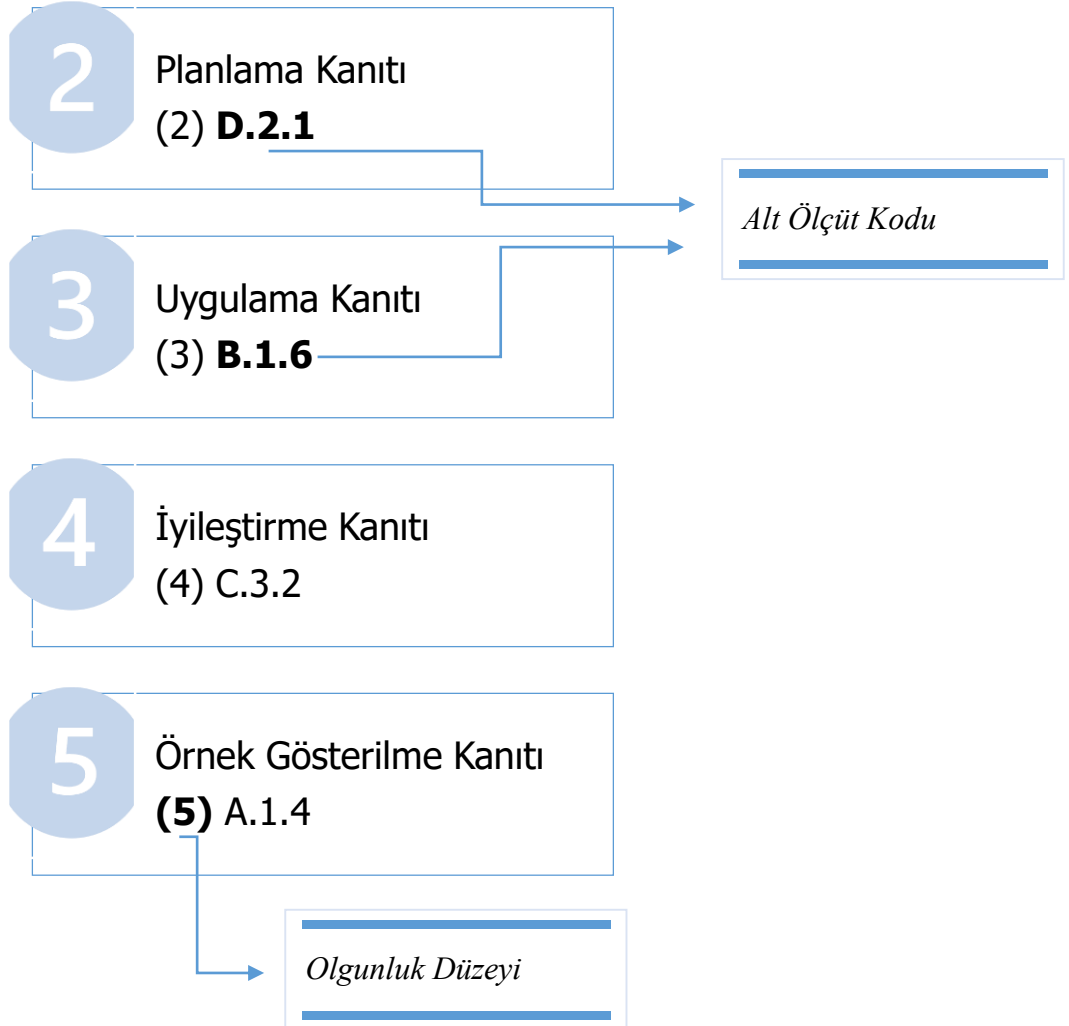 2
Planlama Kanıtı
(2) D.2.1
Alt Ölçüt Kodu
3
Uygulama Kanıtı
(3) B.1.6
4
İyileştirme Kanıtı
(4) C.3.2
5
Örnek Gösterilme Kanıtı
(5) A.1.4
Olgunluk Düzeyi